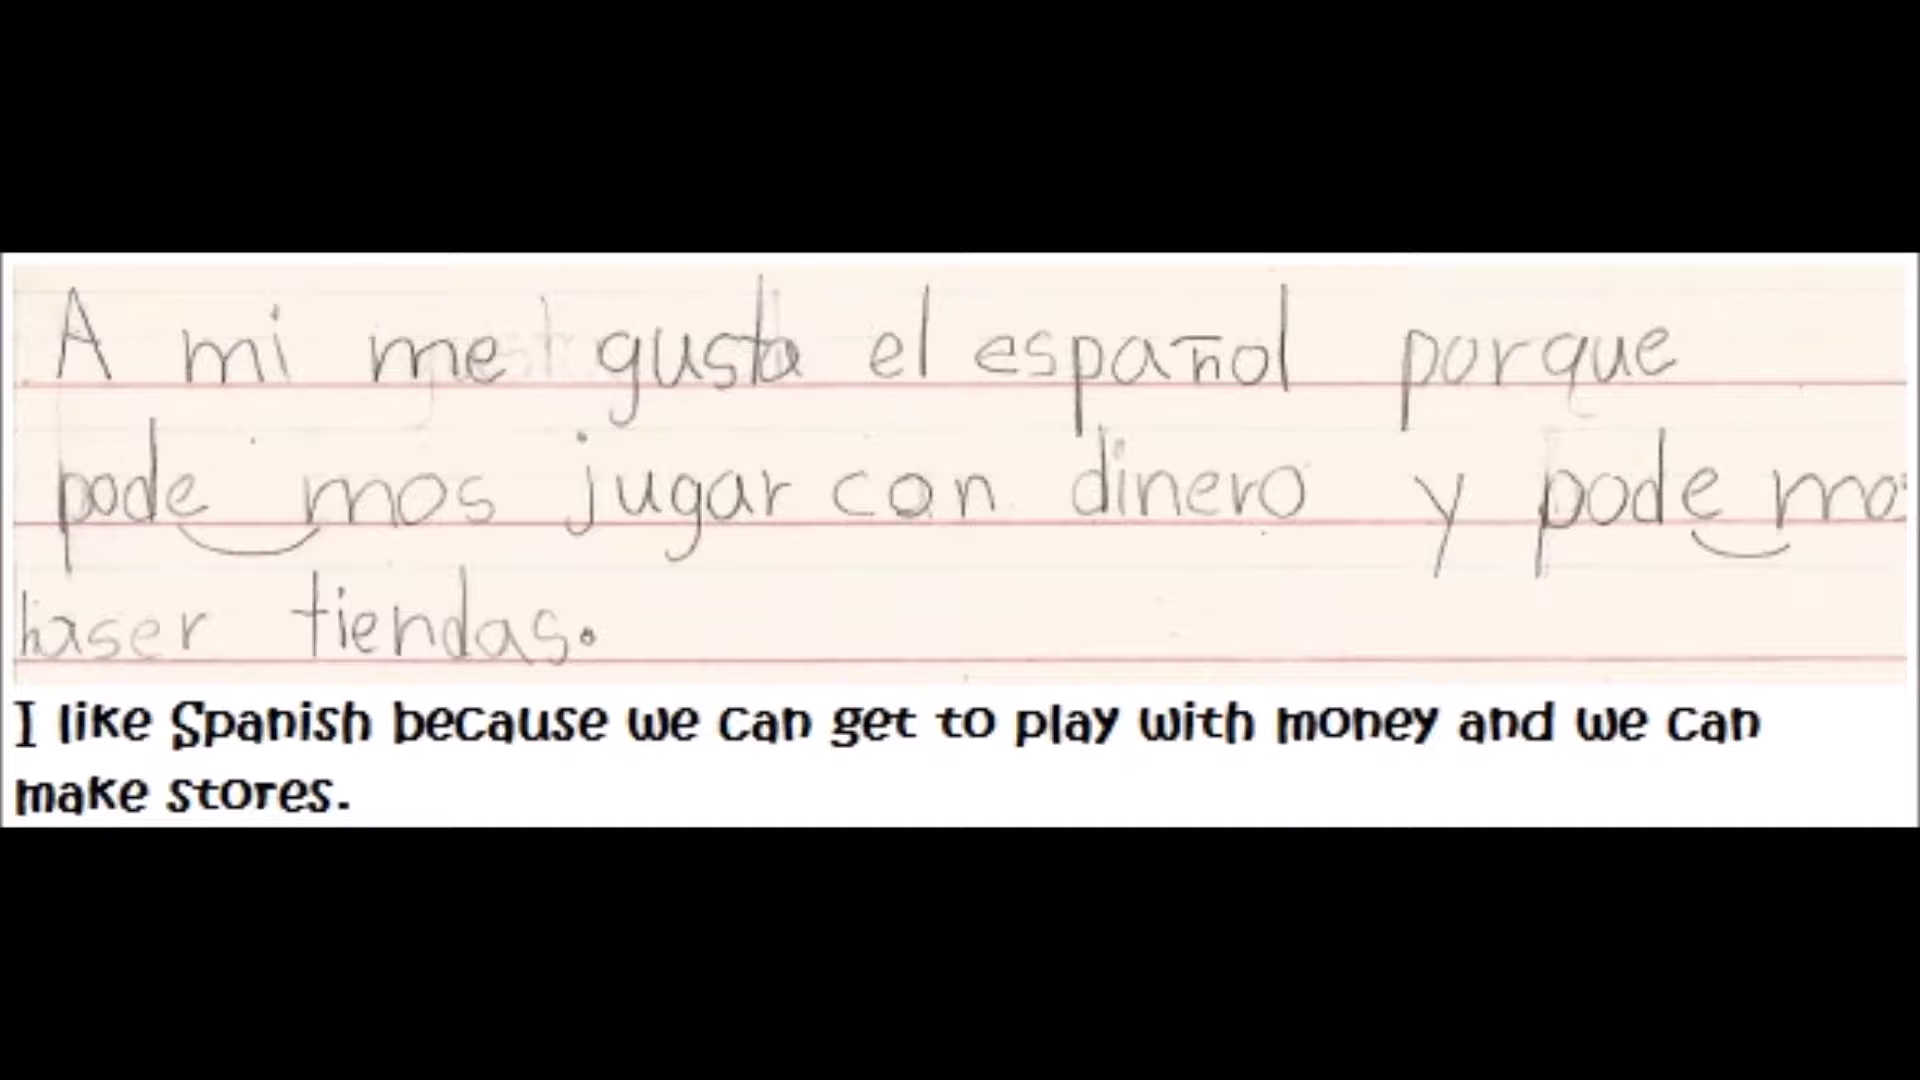 A mi me gusta el español porque
pode mos jugar con dinero y pode mos
haser tiendas.
I like Spanish because we can get to play with money and we can
make stores.